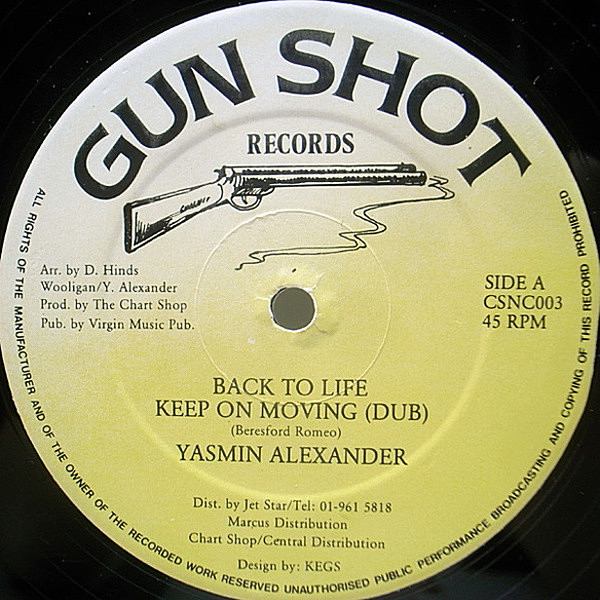 GUN SHOT
RECORDS
Arr. by D. Hinds
Wooligan/Y. Alexander
Prod. by The Chart Shop
Pub. by Virgin Music Pub.
SIDE A
CSNC003
45 RPM
BACK TO LIFE
KEEP ON MOVING (DUB)
(Beresford Romeo)
YASMIN ALEXANDER
Dist. by Jet Star/Tel: 01-961 5818
Marcus Distribution
Chart Shop/Central Distribution
Design by: KEGS
ALL RIGHTS OF THE MANUFACTURER AND OF THE OWNER OF THE RECORDED WORK RESERVED UNAUTHORISED PUBLIC PERFORMANCE BROADCASTING AND COPYING OF THIS RECORD PROHIBITED